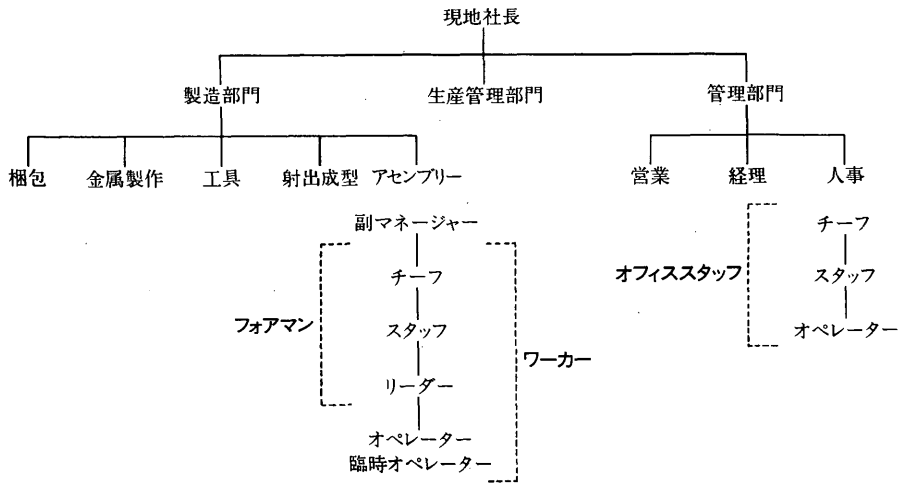 現地社長
製造部門 生産管理部門 管理部門
梱包 金属製作 工具 射出成型 アセンブリー 営業 経理 人事
副マネージャー
チーフ
スタッフ
リーダー
オペレーター
臨時オペレーター
フォアマン
ワーカー
チーフ
スタッフ
オペレーター
オフィススタッフ